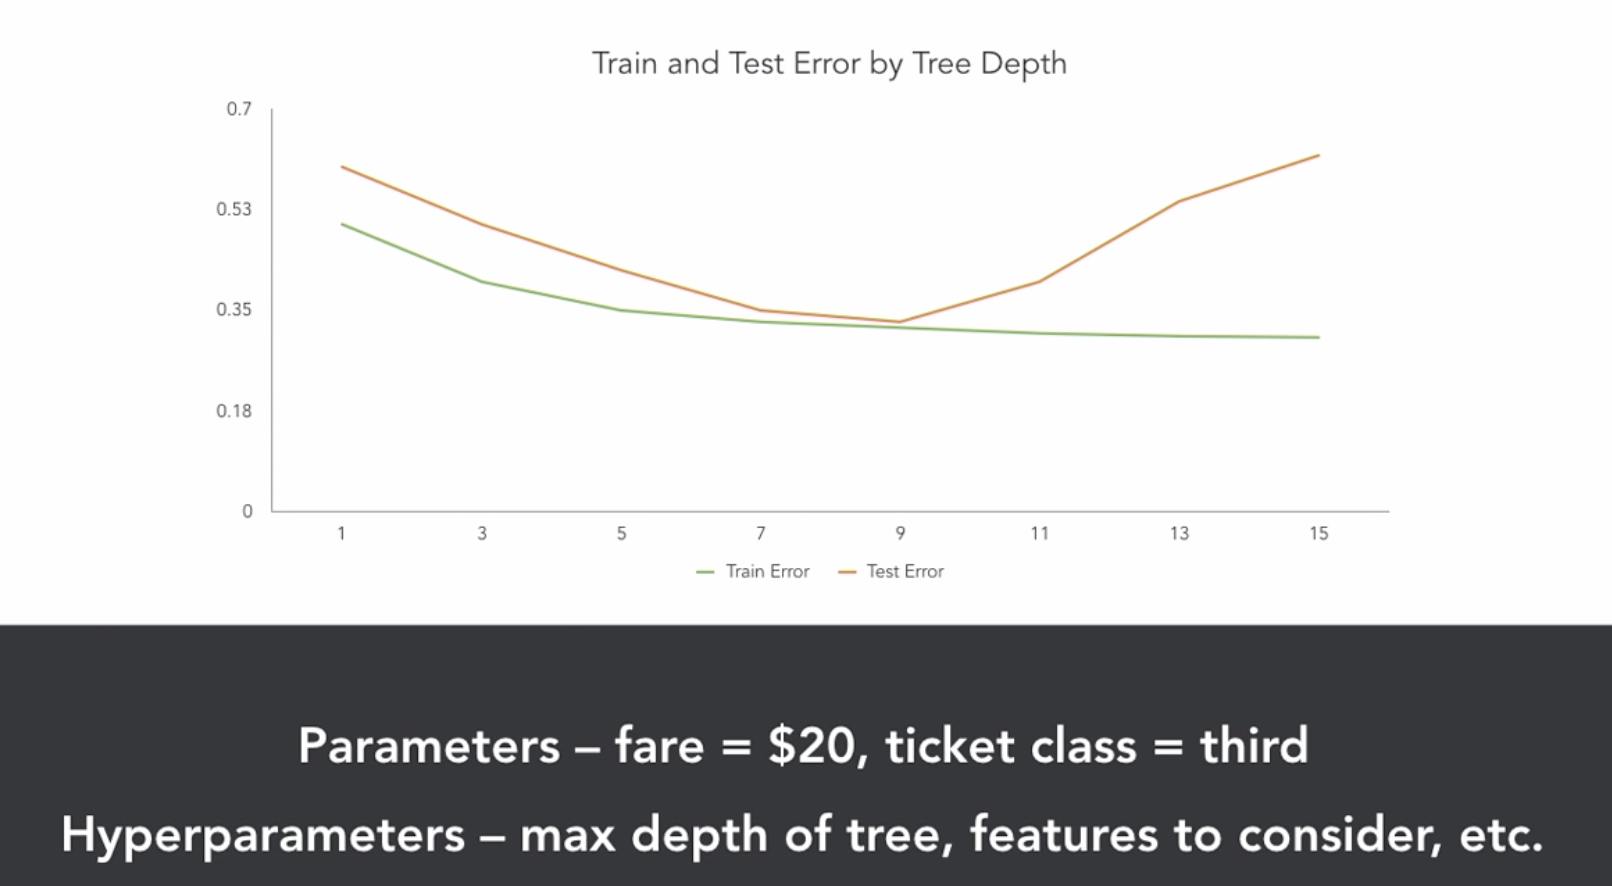 Train and Test Error by Tree Depth
0.7
0.53
0.35
0.18
0
1 3 5 7 9 11 13 15
Train Error Test Error
Parameters – fare = $20, ticket class = third
Hyperparameters – max depth of tree, features to consider, etc.